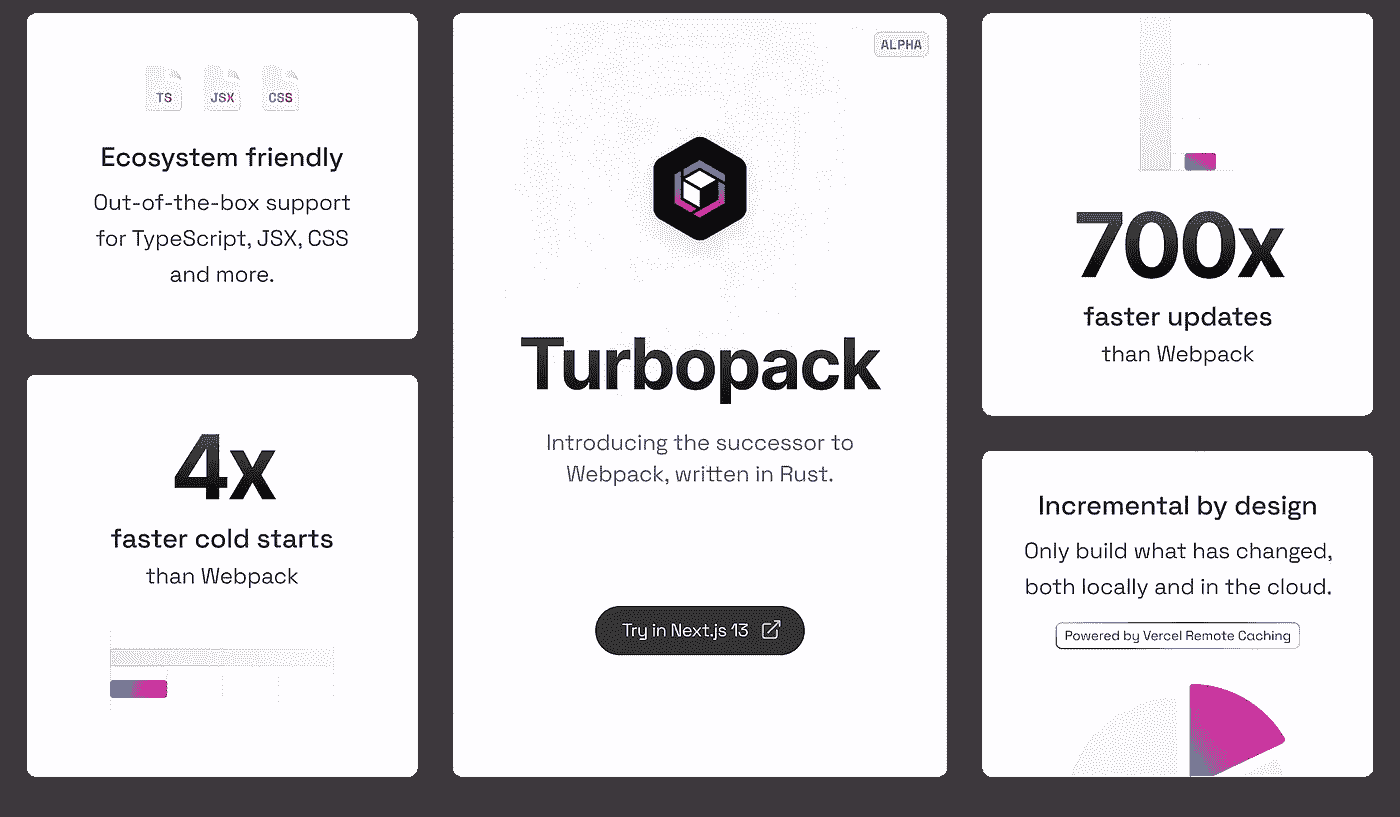 TS JSX CSS
Ecosystem friendly
Out-of-the-box support
for TypeScript, JSX, CSS
and more.
4x
faster cold starts
than Webpack
ALPHA
Turbopack
Introducing the successor to
Webpack, written in Rust.
Try in Next.js 13
700x
faster updates
than Webpack
Incremental by design
Only build what has changed,
both locally and in the cloud.
Powered by Vercel Remote Caching